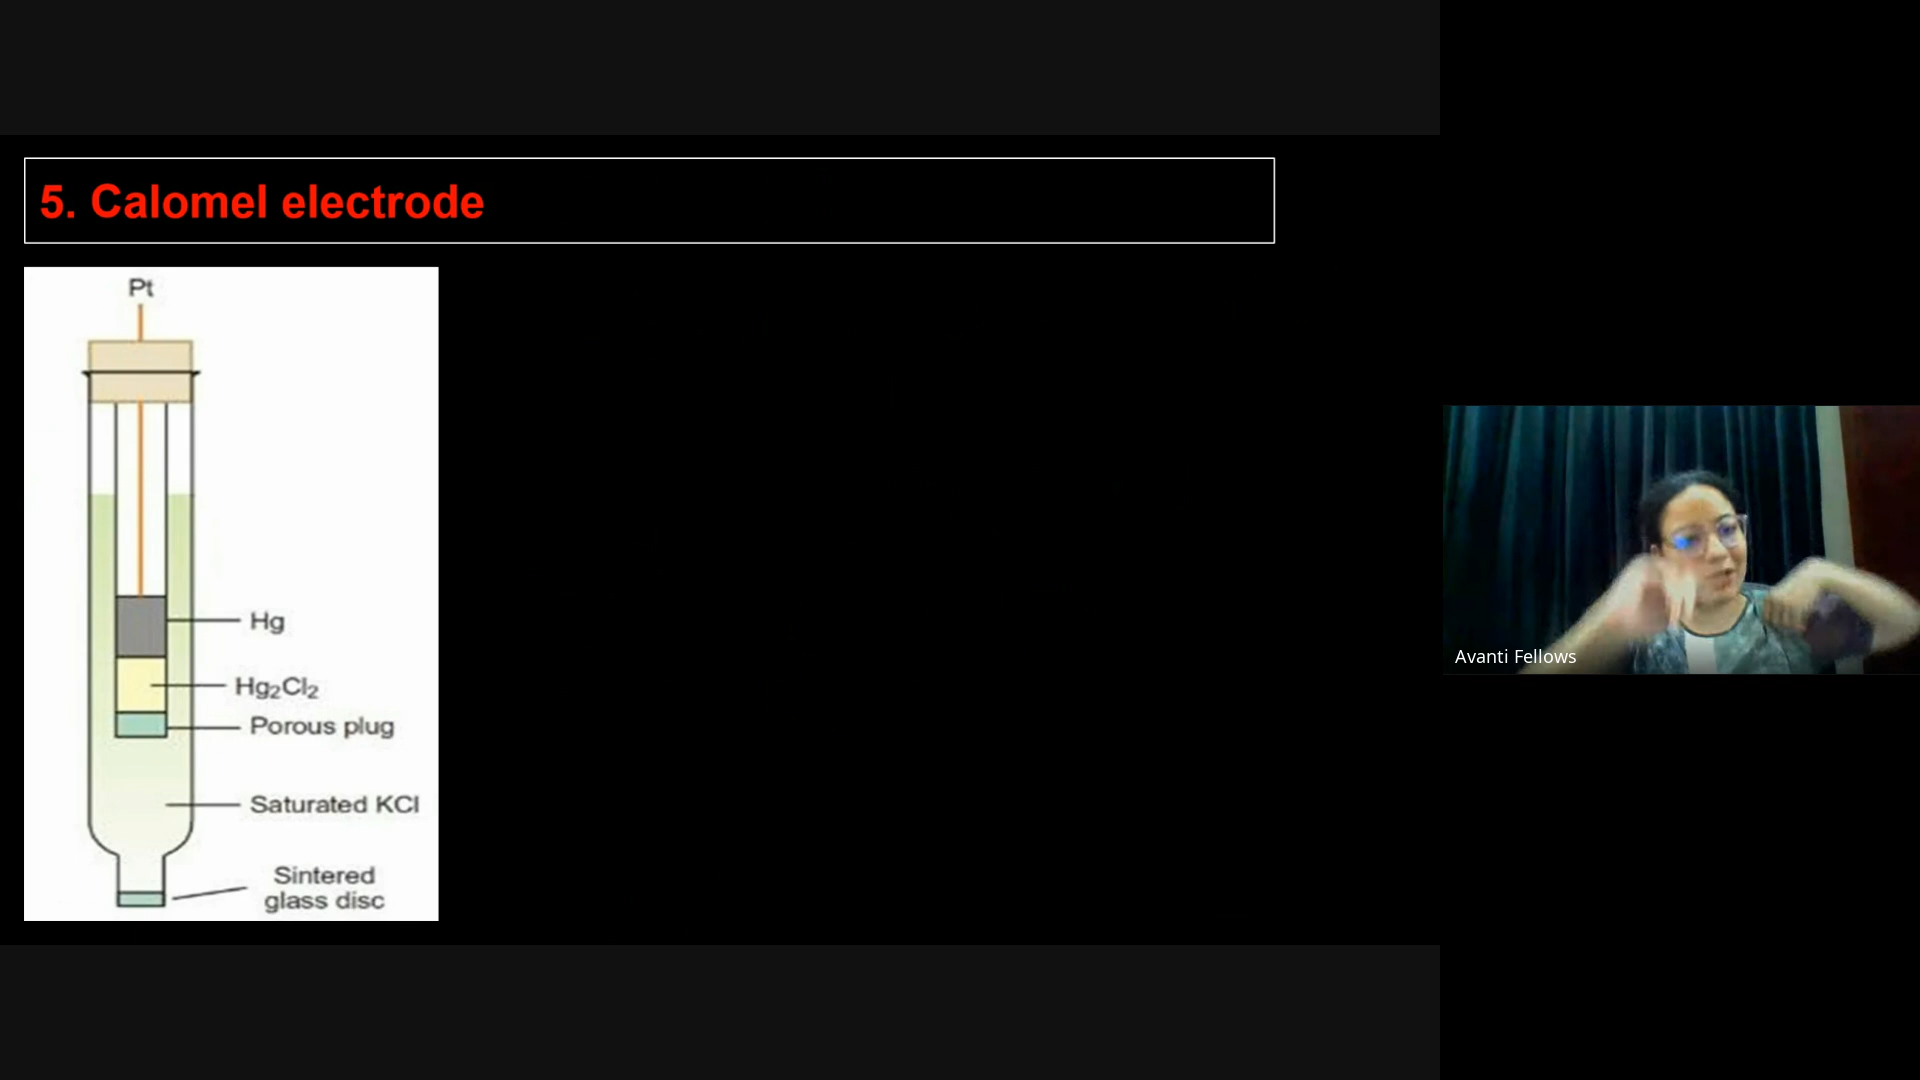 5. Calomel electrode
Pt
Hg
Hg₂Cl₂
Porous plug
Saturated KCl
Sintered
glass disc
Avanti Fellows